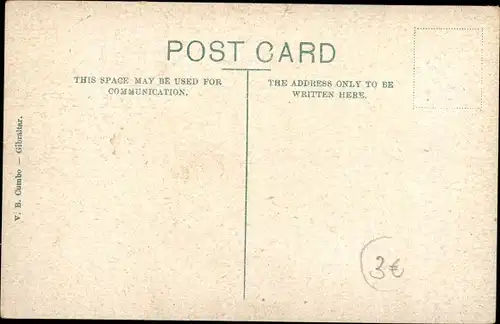 POST CARD
THIS SPACE MAY BE USED FOR
COMMUNICATION.
THE ADDRESS ONLY TO BE
WRITTEN HERE.
V. B. Cumbo — Gibraltar.
3€